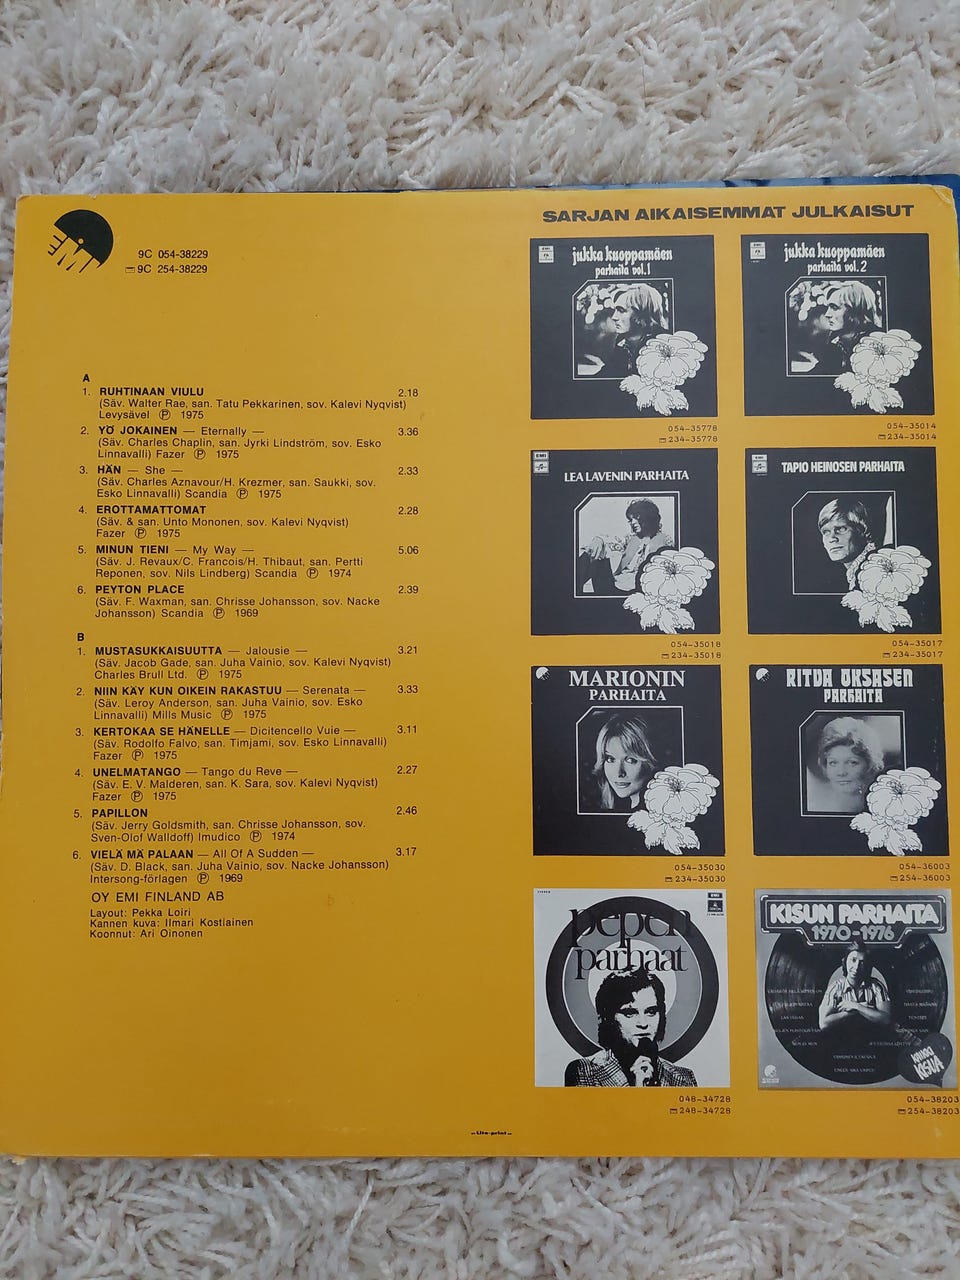 EMI
9C 054-38229
9C 254-38229
A
1. RUHTINAAN VIULU 2.18
(Säv. Walter Rae, san. Tatu Pekkarinen, sov. Kalevi Nyqvist)
Levysävel Ⓟ 1975
2. YÖ JOKAINEN — Eternally — 3.36
(Säv. Charles Chaplin, san. Jyrki Lindström, sov. Esko
Linnavalli) Fazer Ⓟ 1975
3. HÄN — She — 2.33
(Säv. Charles Aznavour/H. Krezmer, san. Saukki, sov.
Esko Linnavalli) Scandia Ⓟ 1975
4. EROTTAMATTOMAT 2.28
(Säv. & san. Unto Mononen, sov. Kalevi Nyqvist)
Fazer Ⓟ 1975
5. MINUN TIENI — My Way — 5.06
(Säv. J. Revaux/C. Francois/H. Thibaut, san. Pertti
Reponen, sov. Nils Lindberg) Scandia Ⓟ 1974
6. PEYTON PLACE 2.39
(Säv. F. Waxman, san. Chrisse Johansson, sov. Nacke
Johansson) Scandia Ⓟ 1969
B
1. MUSTASUKKAISUUTTA — Jalousie — 3.21
(Säv. Jacob Gade, san. Juha Vainio, sov. Kalevi Nyqvist)
Charles Brull Ltd. Ⓟ 1975
2. NIIN KÄY KUN OIKEIN RAKASTUU — Serenata — 3.33
(Säv. Leroy Anderson, san. Juha Vainio, sov. Esko
Linnavalli) Mills Music Ⓟ 1975
3. KERTOKAA SE HÄNELLE — Dicitencello Vuie — 3.11
(Säv. Rodolfo Falvo, san. Timjami, sov. Esko Linnavalli)
Fazer Ⓟ 1975
4. UNELMATANGO — Tango du Reve — 2.27
(Säv. E. V. Malderen, san. K. Sara, sov. Kalevi Nyqvist)
Fazer Ⓟ 1975
5. PAPILLON 2.46
(Säv. Jerry Goldsmith, san. Chrisse Johansson, sov.
Sven-Olof Walldoff) Imudico Ⓟ 1974
6. VIELÄ MÄ PALAAN — All Of A Sudden — 3.17
(Säv. D. Black, san. Juha Vainio, sov. Nacke Johansson)
Intersong-förlagen Ⓟ 1969
OY EMI FINLAND AB
Layout: Pekka Loiri
Kannen kuva: Ilmari Kostiainen
Koonnut: Ari Oinonen
SARJAN AIKAISEMMAT JULKAISUT
EMI
jukka kuoppamäen
parhaita vol.1
054-35778
234-35778
EMI
jukka kuoppamäen
parhaita vol.2
054-35014
234-35014
EMI
LEA LAVENIN PARHAITA
054-35018
234-35018
EMI
TAPIO HEINOSEN PARHAITA
054-35017
234-35017
MARIONIN
PARHAITA
054-35030
234-35030
RITVA OKSASEN
PARHAITA
054-36003
254-36003
STEREO
EMI
pepen
parhaat
048-34728
248-34728
KISUN PARHAITA
1970-1976
KAIKKI
KISUA
054-38203
254-38203
-Lito-print-